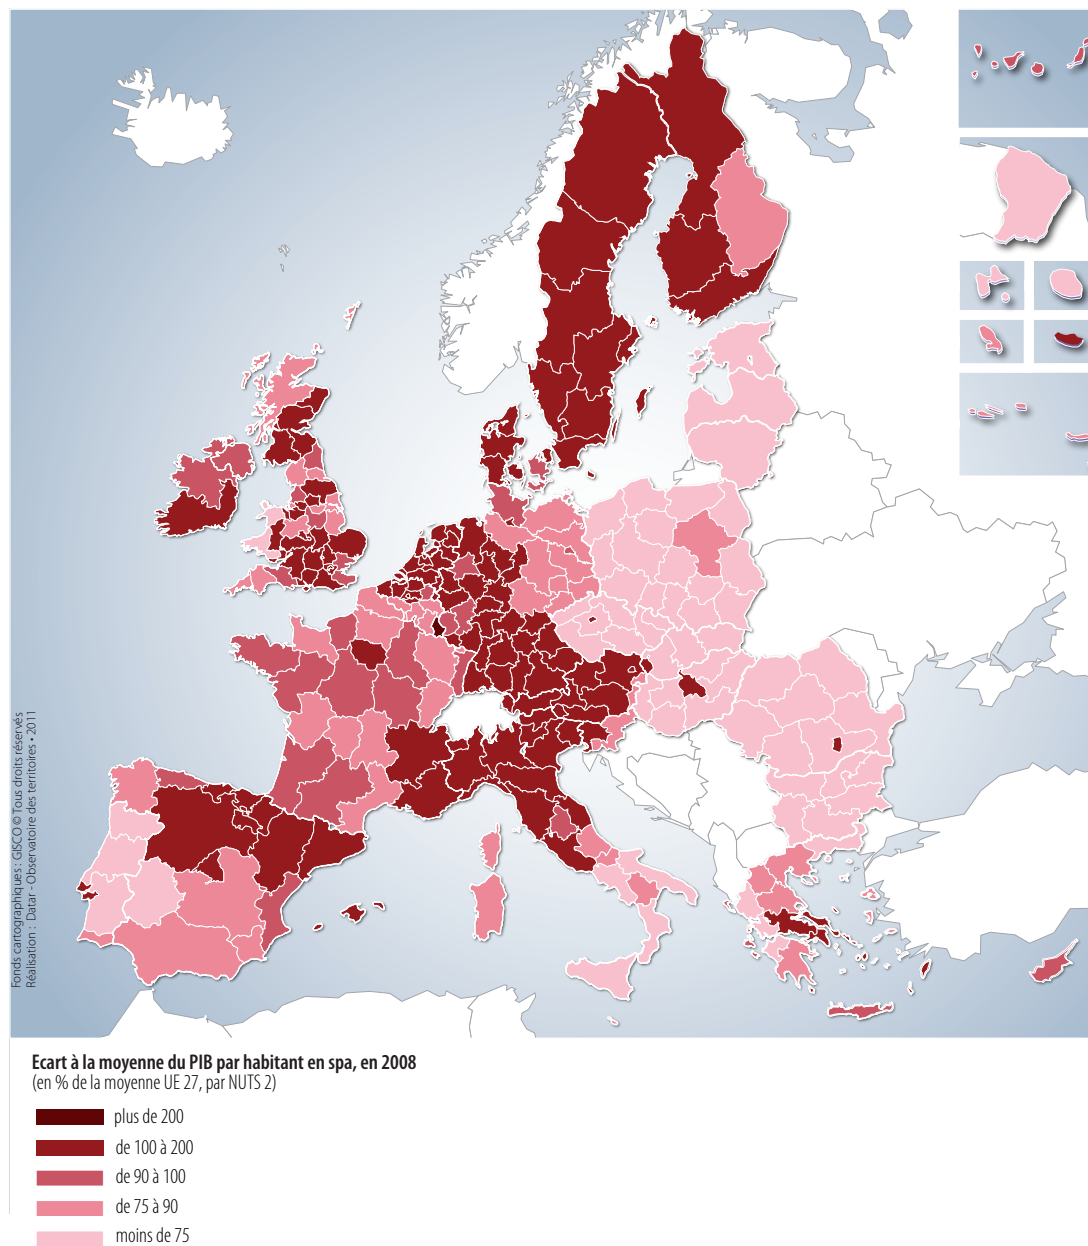 Fonds cartographiques : GISCO © Tous droits réservés
Réalisation : Datar - Observatoire des territoires • 2011
Ecart à la moyenne du PIB par habitant en spa, en 2008
(en % de la moyenne UE 27, par NUTS 2)
plus de 200
de 100 à 200
de 90 à 100
de 75 à 90
moins de 75